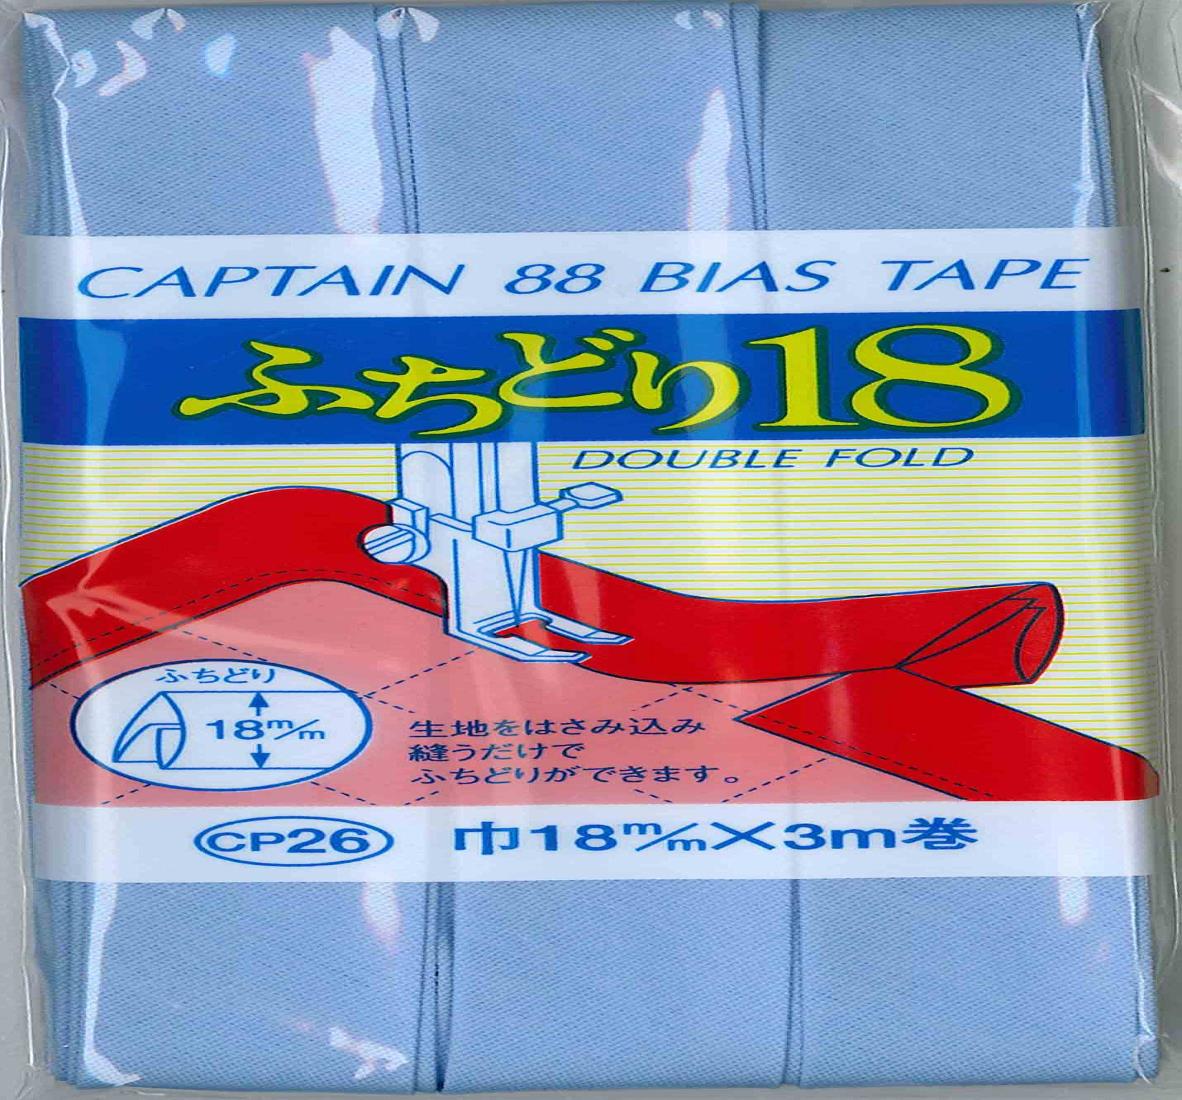 CAPTAIN 88 BIAS TAPE
ふちどり18
DOUBLE FOLD
ふちどり
18m/m
生地をはさみ込み
縫うだけで
ふちどりができます。
CP26
巾18m/m×3m巻